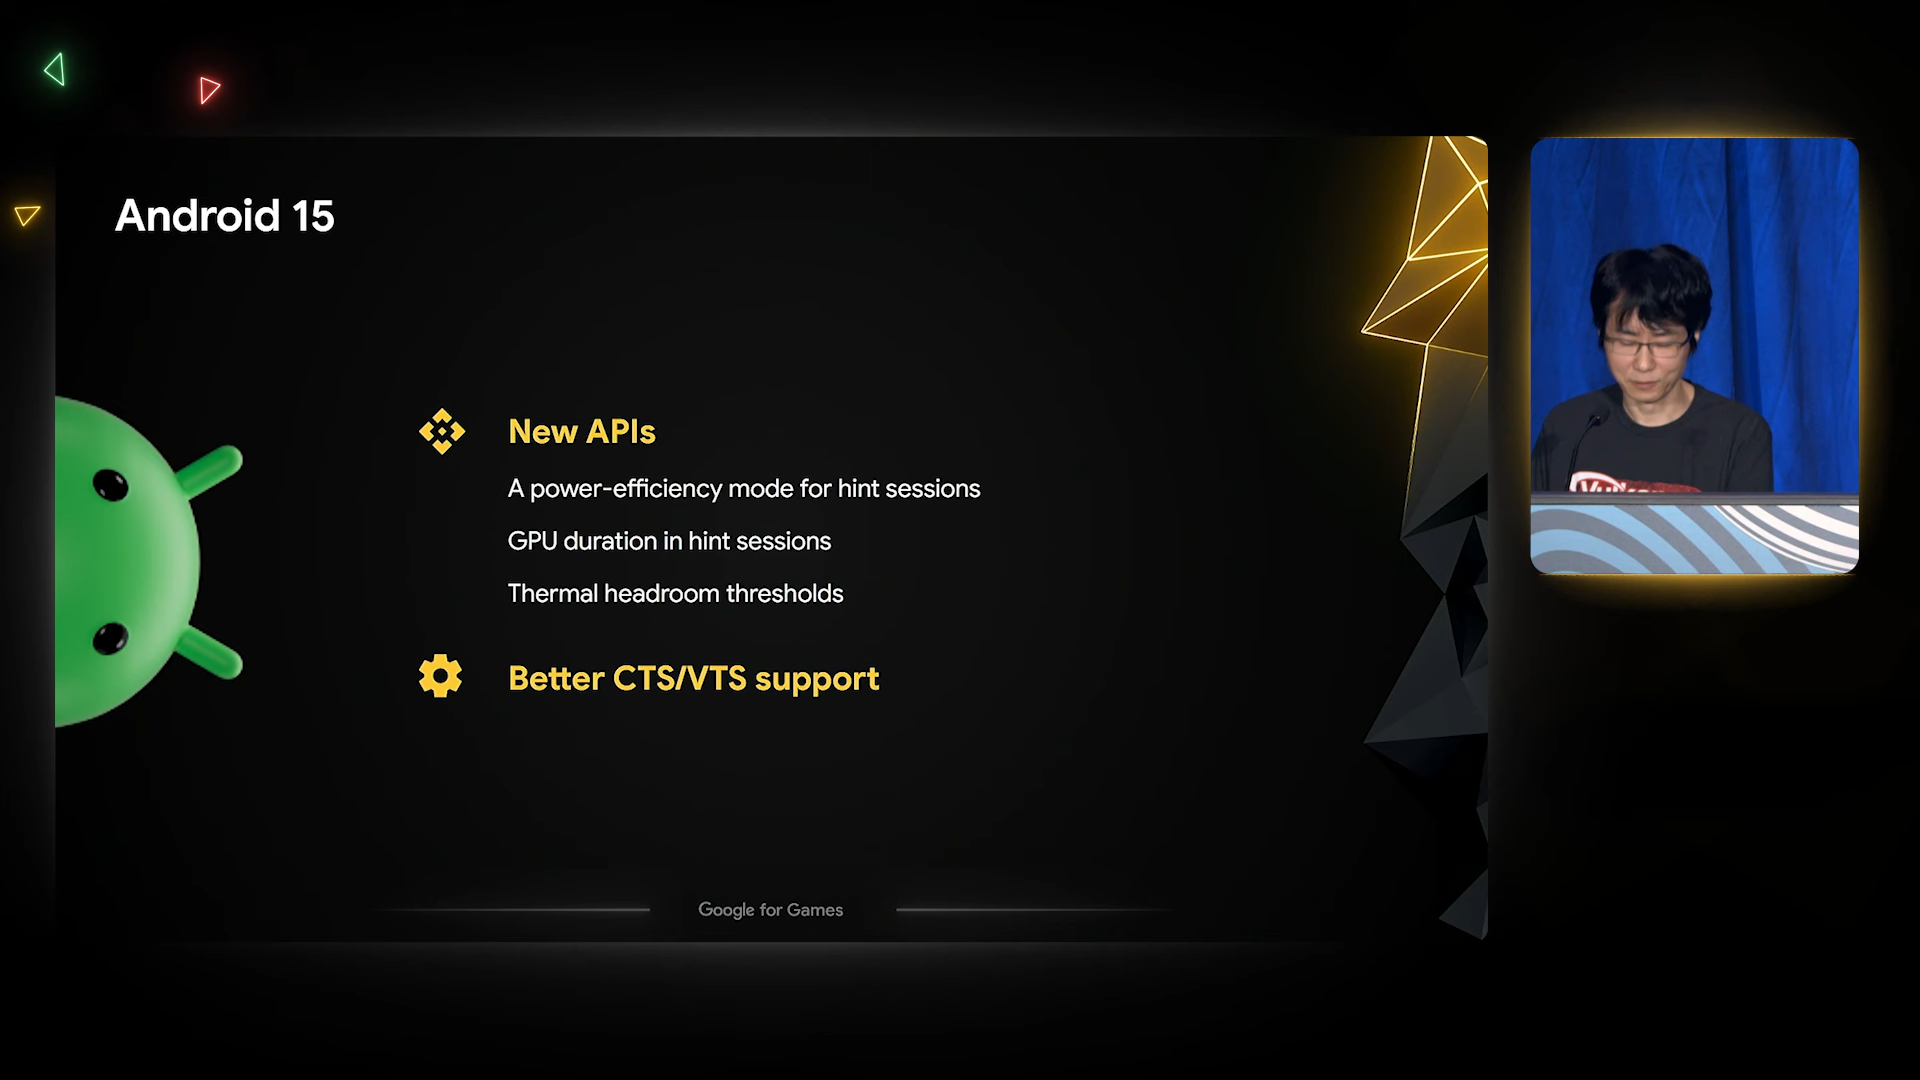 Android 15
New APIs
A power-efficiency mode for hint sessions
GPU duration in hint sessions
Thermal headroom thresholds
Better CTS/VTS support
Google for Games